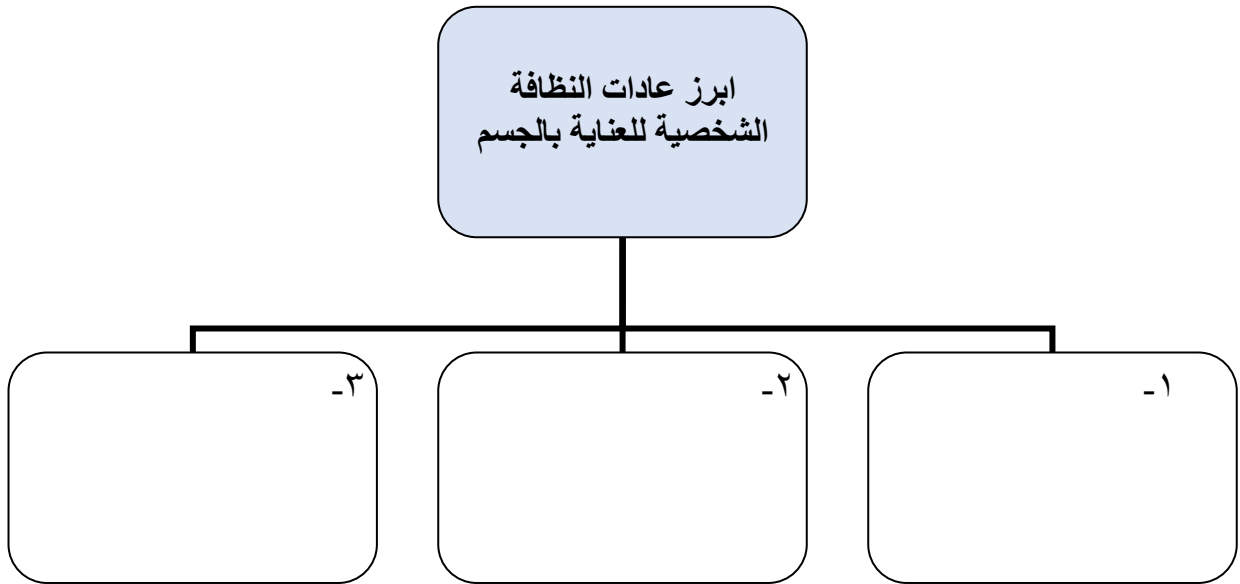 ابرز عادات النظافة
الشخصية للعناية بالجسم
١-
٢-
٣-